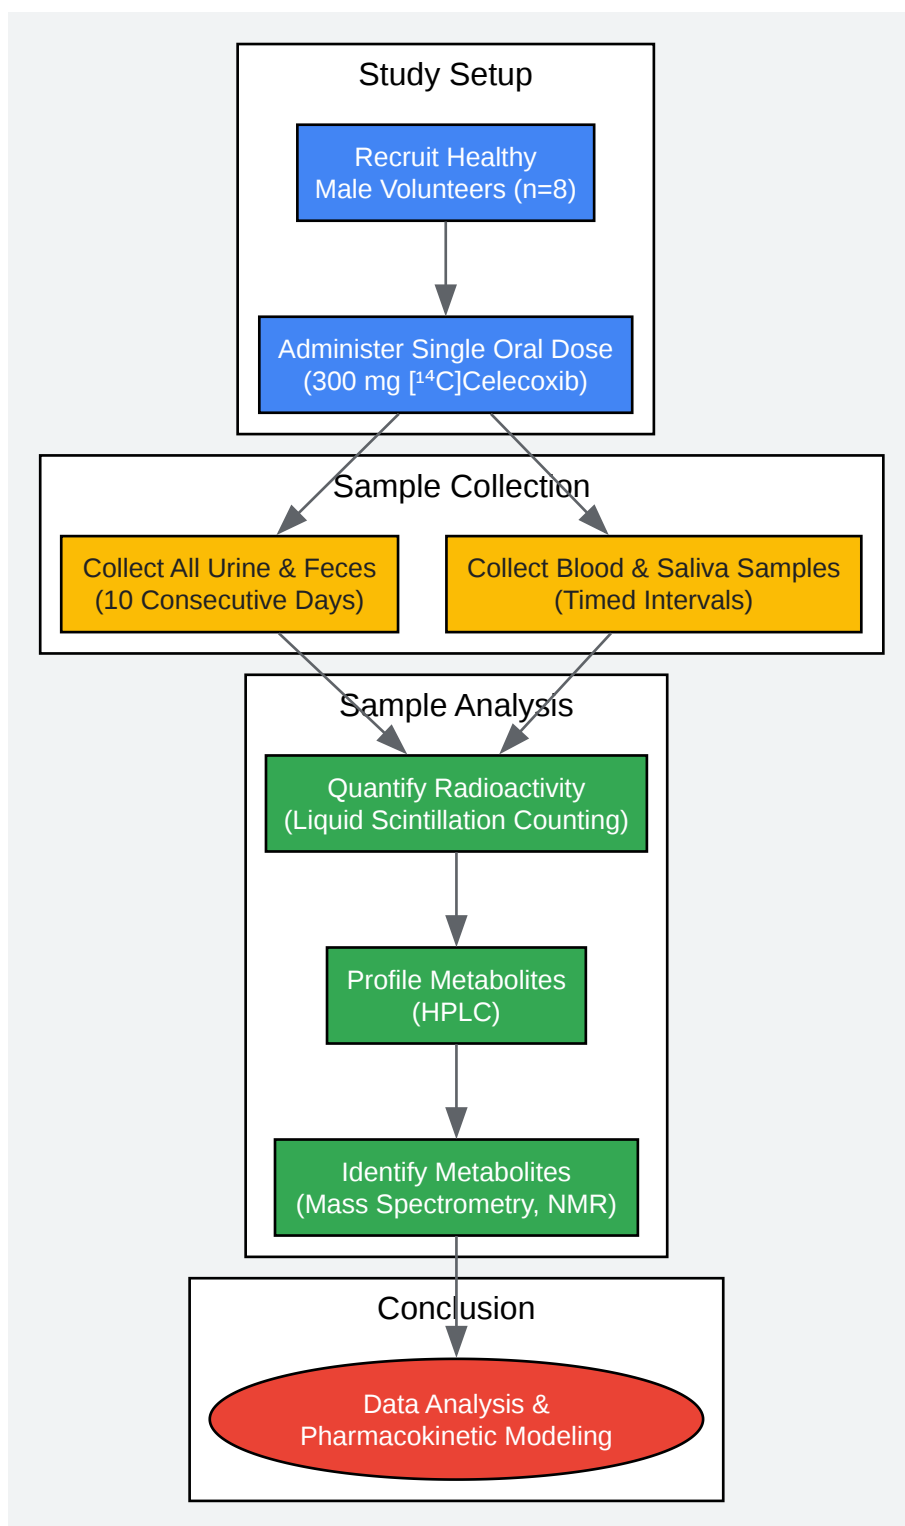 Study Setup
Recruit Healthy
Male Volunteers (n=8)
Administer Single Oral Dose
(300 mg [¹⁴C]Celecoxib)
Sample Collection
Collect All Urine & Feces
(10 Consecutive Days)
Collect Blood & Saliva Samples
(Timed Intervals)
Sample Analysis
Quantify Radioactivity
(Liquid Scintillation Counting)
Profile Metabolites
(HPLC)
Identify Metabolites
(Mass Spectrometry, NMR)
Conclusion
Data Analysis &
Pharmacokinetic Modeling